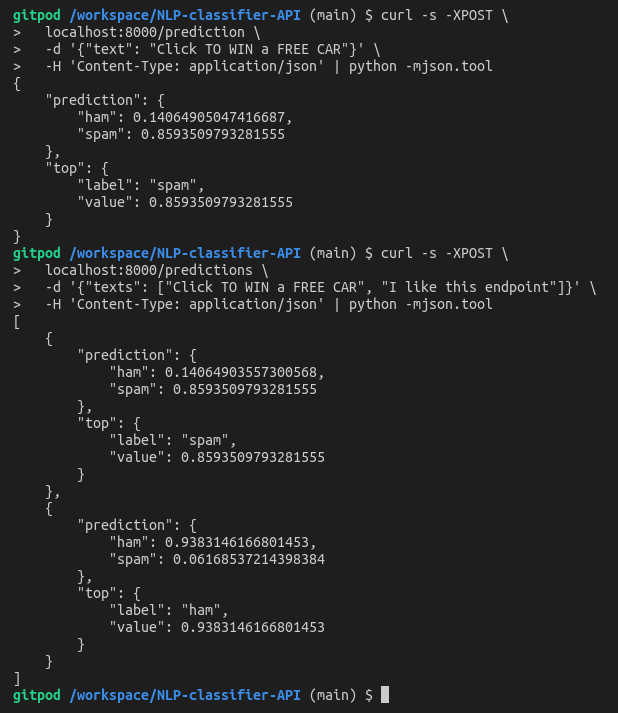 gitpod /workspace/NLP-classifier-API (main) $ curl -s -XPOST \
>   localhost:8000/prediction \
>   -d '{"text": "Click TO WIN a FREE CAR"}' \
>   -H 'Content-Type: application/json' | python -mjson.tool
{
    "prediction": {
        "ham": 0.14064905047416687,
        "spam": 0.8593509793281555
    },
    "top": {
        "label": "spam",
        "value": 0.8593509793281555
    }
}
gitpod /workspace/NLP-classifier-API (main) $ curl -s -XPOST \
>   localhost:8000/predictions \
>   -d '{"texts": ["Click TO WIN a FREE CAR", "I like this endpoint"]}' \
>   -H 'Content-Type: application/json' | python -mjson.tool
[
    {
        "prediction": {
            "ham": 0.14064903557300568,
            "spam": 0.8593509793281555
        },
        "top": {
            "label": "spam",
            "value": 0.8593509793281555
        }
    },
    {
        "prediction": {
            "ham": 0.9383146166801453,
            "spam": 0.06168537214398384
        },
        "top": {
            "label": "ham",
            "value": 0.9383146166801453
        }
    }
]
gitpod /workspace/NLP-classifier-API (main) $